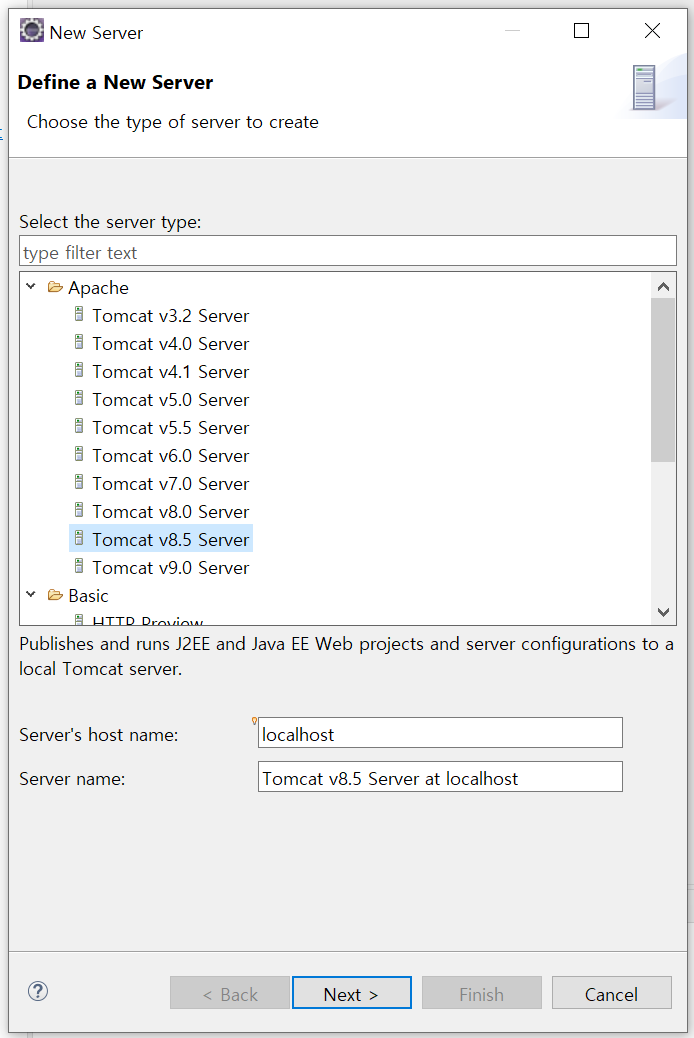 New Server
Define a New Server
Choose the type of server to create
Select the server type:
type filter text
Apache
Tomcat v3.2 Server
Tomcat v4.0 Server
Tomcat v4.1 Server
Tomcat v5.0 Server
Tomcat v5.5 Server
Tomcat v6.0 Server
Tomcat v7.0 Server
Tomcat v8.0 Server
Tomcat v8.5 Server
Tomcat v9.0 Server
Basic
HTTP Preview
Publishes and runs J2EE and Java EE Web projects and server configurations to a
local Tomcat server.
Server's host name: localhost
Server name: Tomcat v8.5 Server at localhost
? < Back Next > Finish Cancel